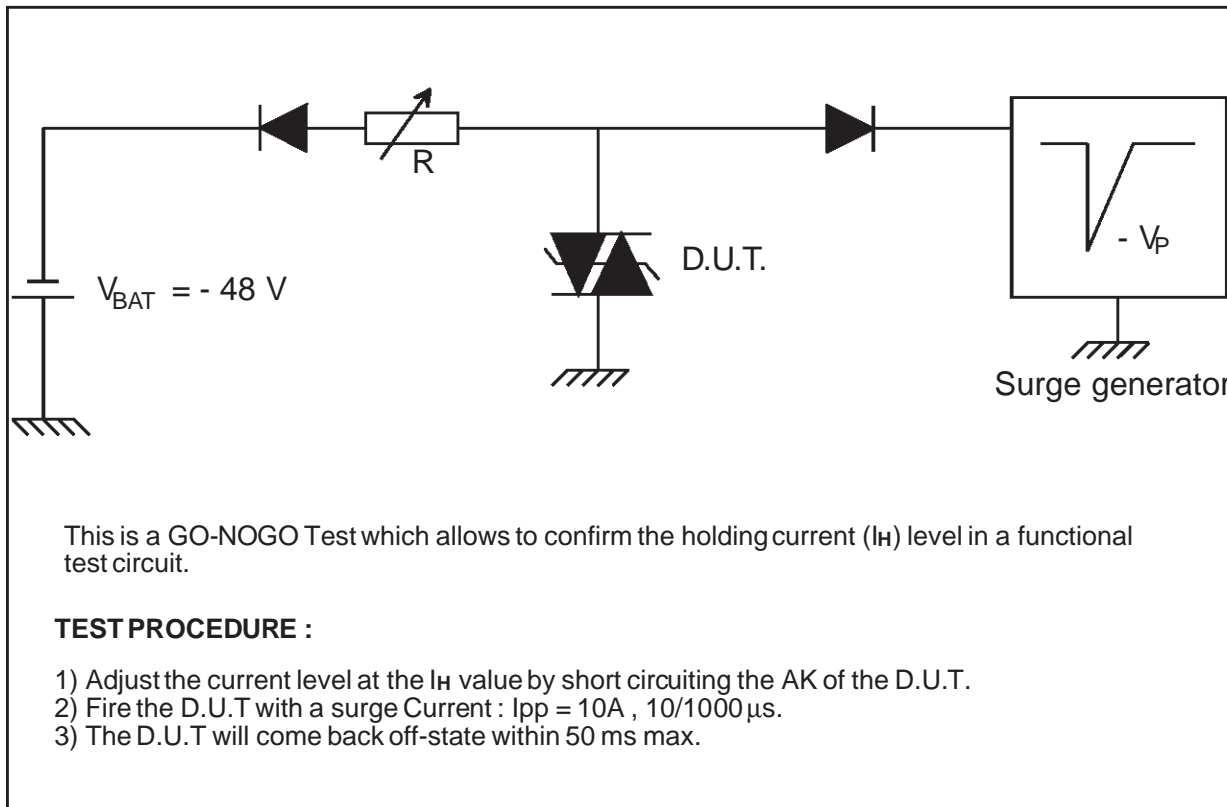 R
D.U.T.
- VP
VBAT = - 48 V
Surge generator
This is a GO-NOGO Test which allows to confirm the holding current (IH) level in a functional
test circuit.
TEST PROCEDURE :
1) Adjust the current level at the IH value by short circuiting the AK of the D.U.T.
2) Fire the D.U.T with a surge Current : Ipp = 10A , 10/1000 µs.
3) The D.U.T will come back off-state within 50 ms max.